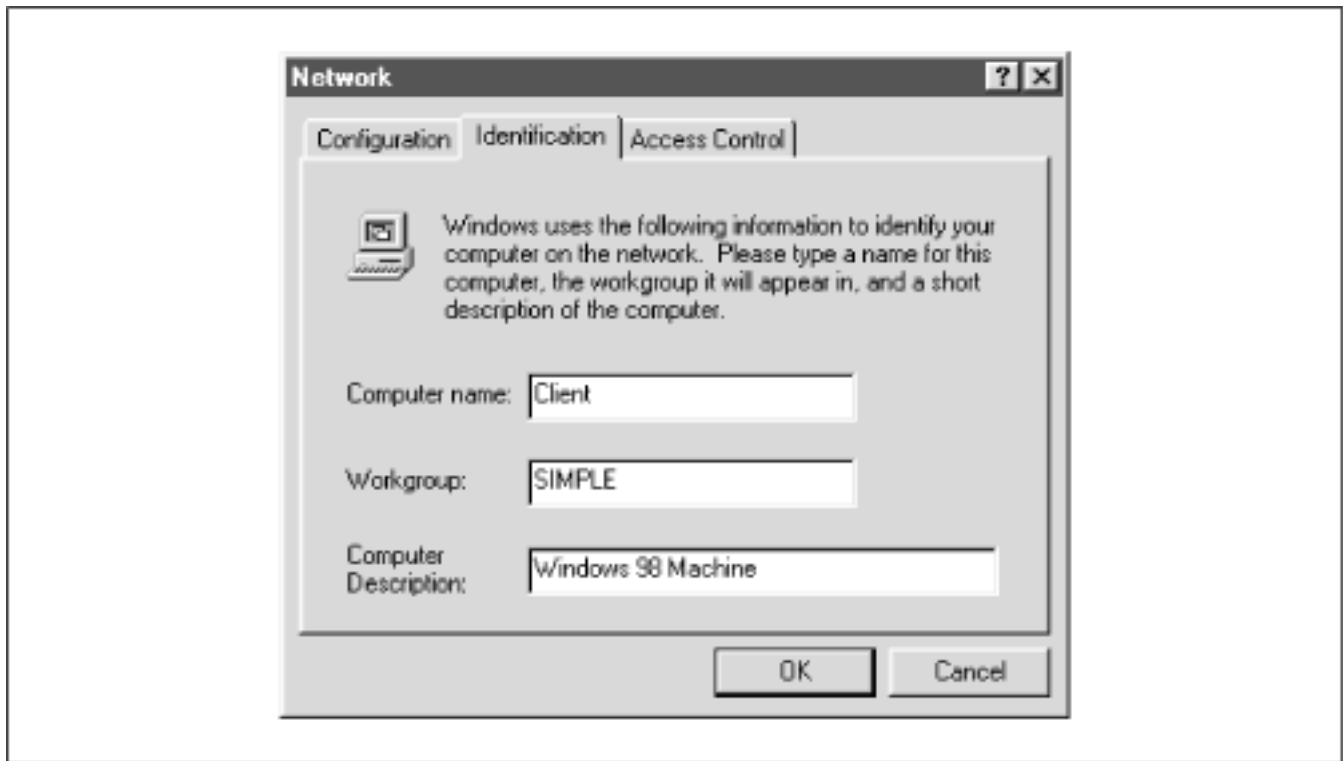 Network
Configuration Identification Access Control
Windows uses the following information to identify your
computer on the network. Please type a name for this
computer, the workgroup it will appear in, and a short
description of the computer.
Computer name: Client
Workgroup: SIMPLE
Computer
Description: Windows 98 Machine
OK Cancel